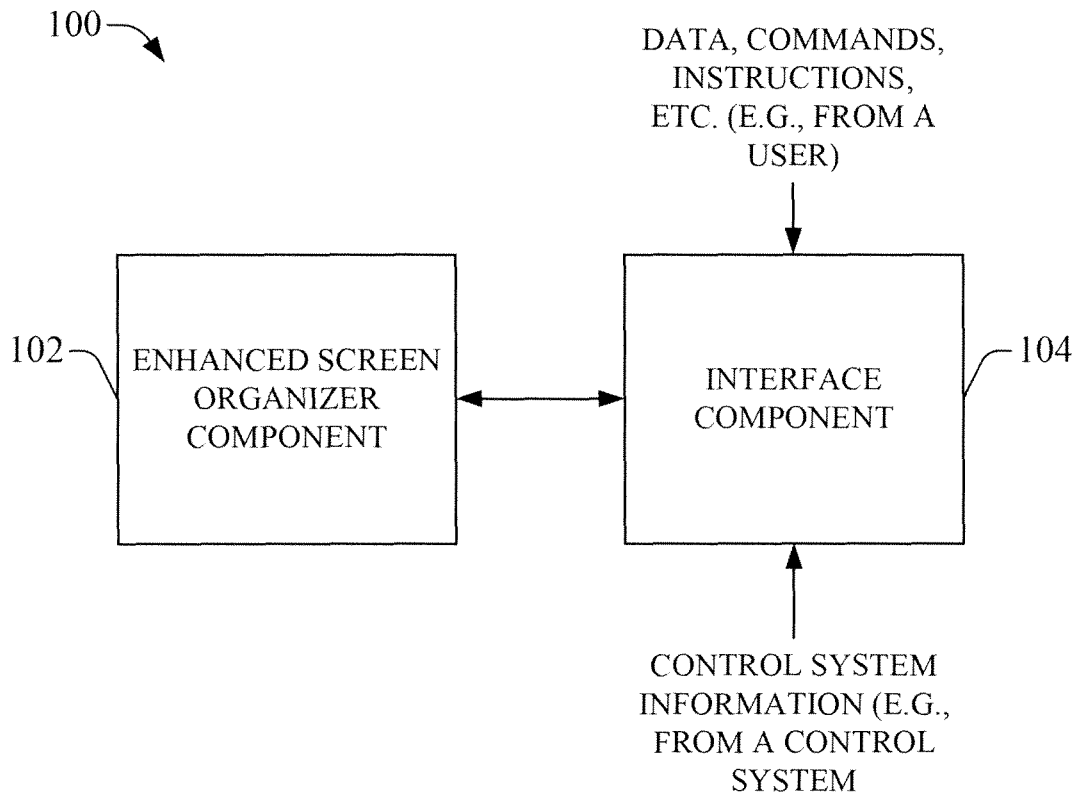 100
DATA, COMMANDS,
INSTRUCTIONS,
ETC. (E.G., FROM A
USER)
102
ENHANCED SCREEN
ORGANIZER
COMPONENT
INTERFACE
COMPONENT
104
CONTROL SYSTEM
INFORMATION (E.G.,
FROM A CONTROL
SYSTEM